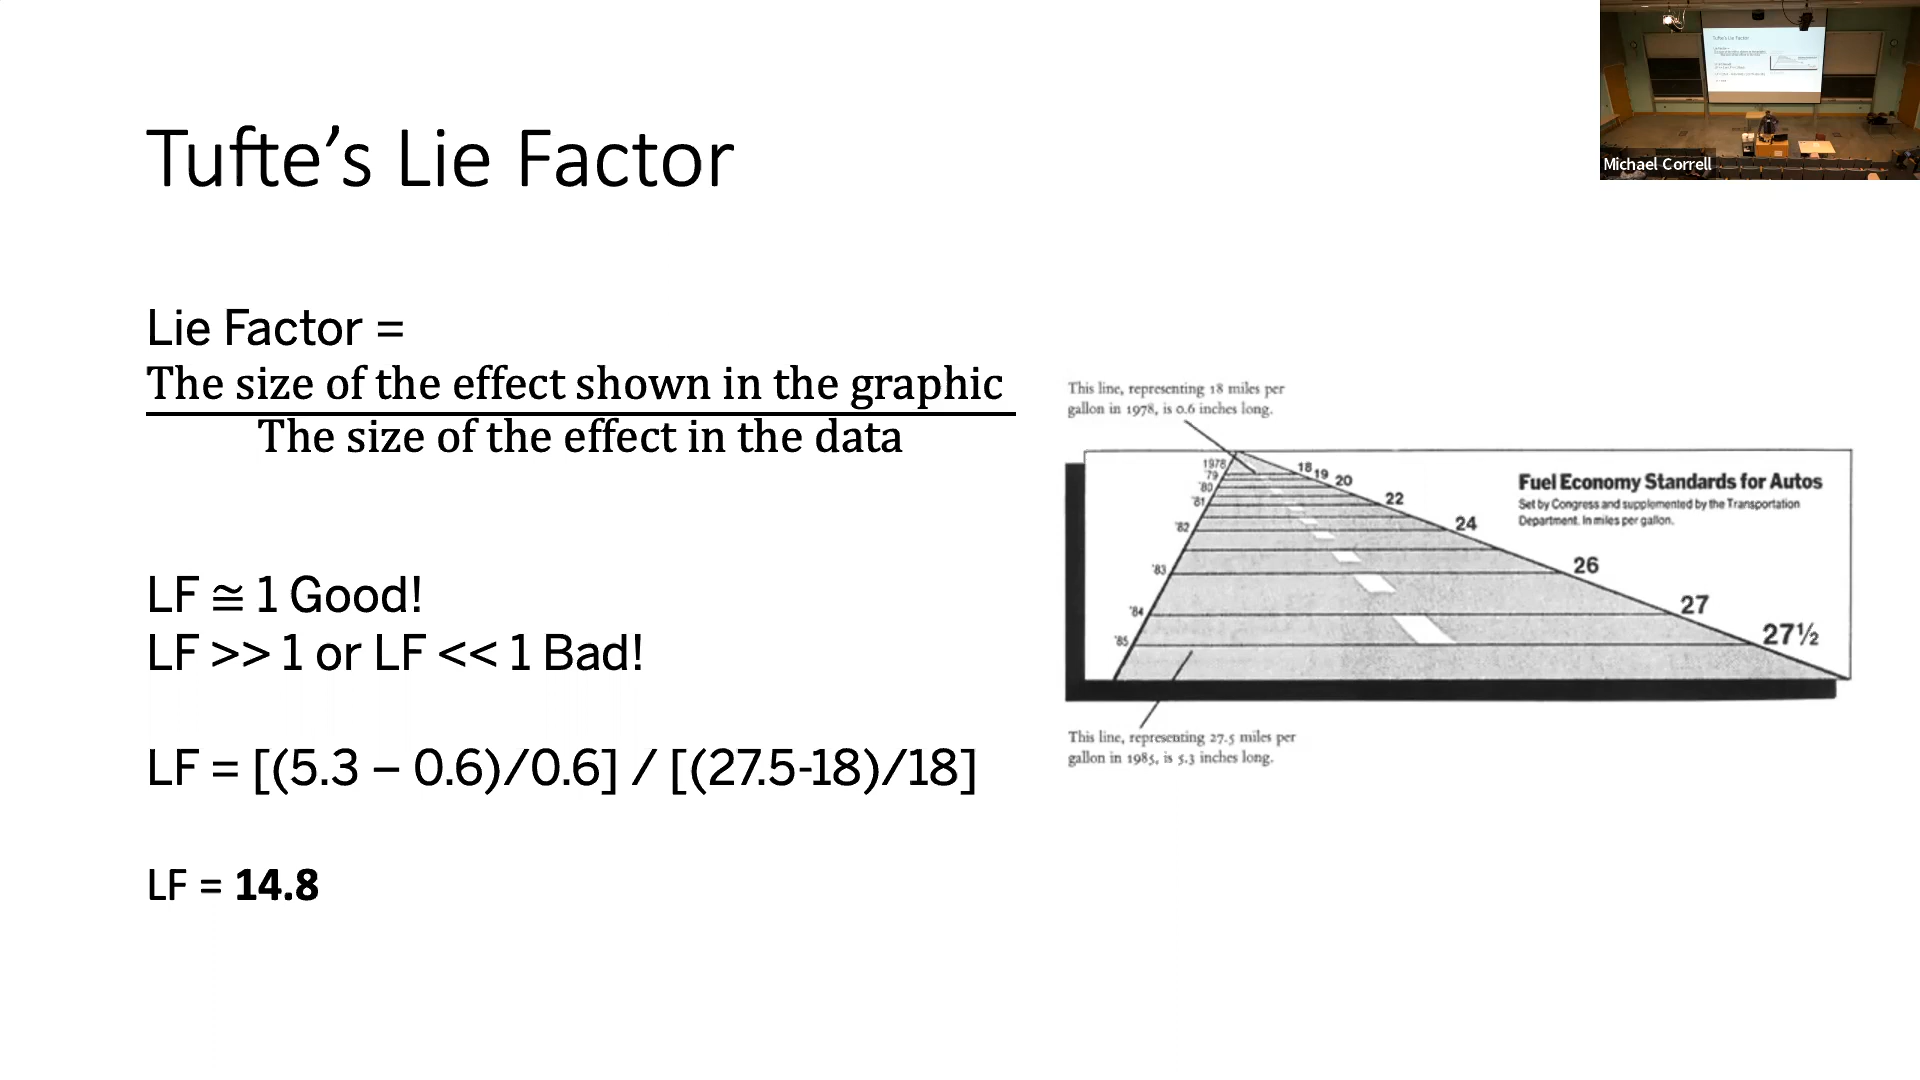 Tufte's Lie Factor
Michael Correll
Lie Factor =
The size of the effect shown in the graphic
The size of the effect in the data
LF ≅ 1 Good!
LF >> 1 or LF << 1 Bad!
LF = [(5.3 – 0.6)/0.6] / [(27.5-18)/18]
LF = 14.8
This line, representing 18 miles per
gallon in 1978, is 0.6 inches long.
Fuel Economy Standards for Autos
Set by Congress and supplemented by the Transportation
Department. In miles per gallon.
1978 18
'79 19
'80 20
'81 22
'82 24
'83 26
'84 27
'85 27½
This line, representing 27.5 miles per
gallon in 1985, is 5.3 inches long.